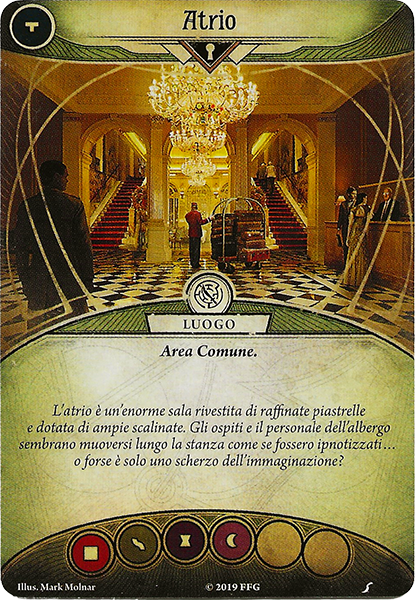 Atrio
LUOGO
Area Comune.
L'atrio è un'enorme sala rivestita di raffinate piastrelle
e dotata di ampie scalinate. Gli ospiti e il personale dell'albergo
sembrano muoversi lungo la stanza come se fossero ipnotizzati...
o forse è solo uno scherzo dell'immaginazione?
Illus. Mark Molnar
© 2019 FFG